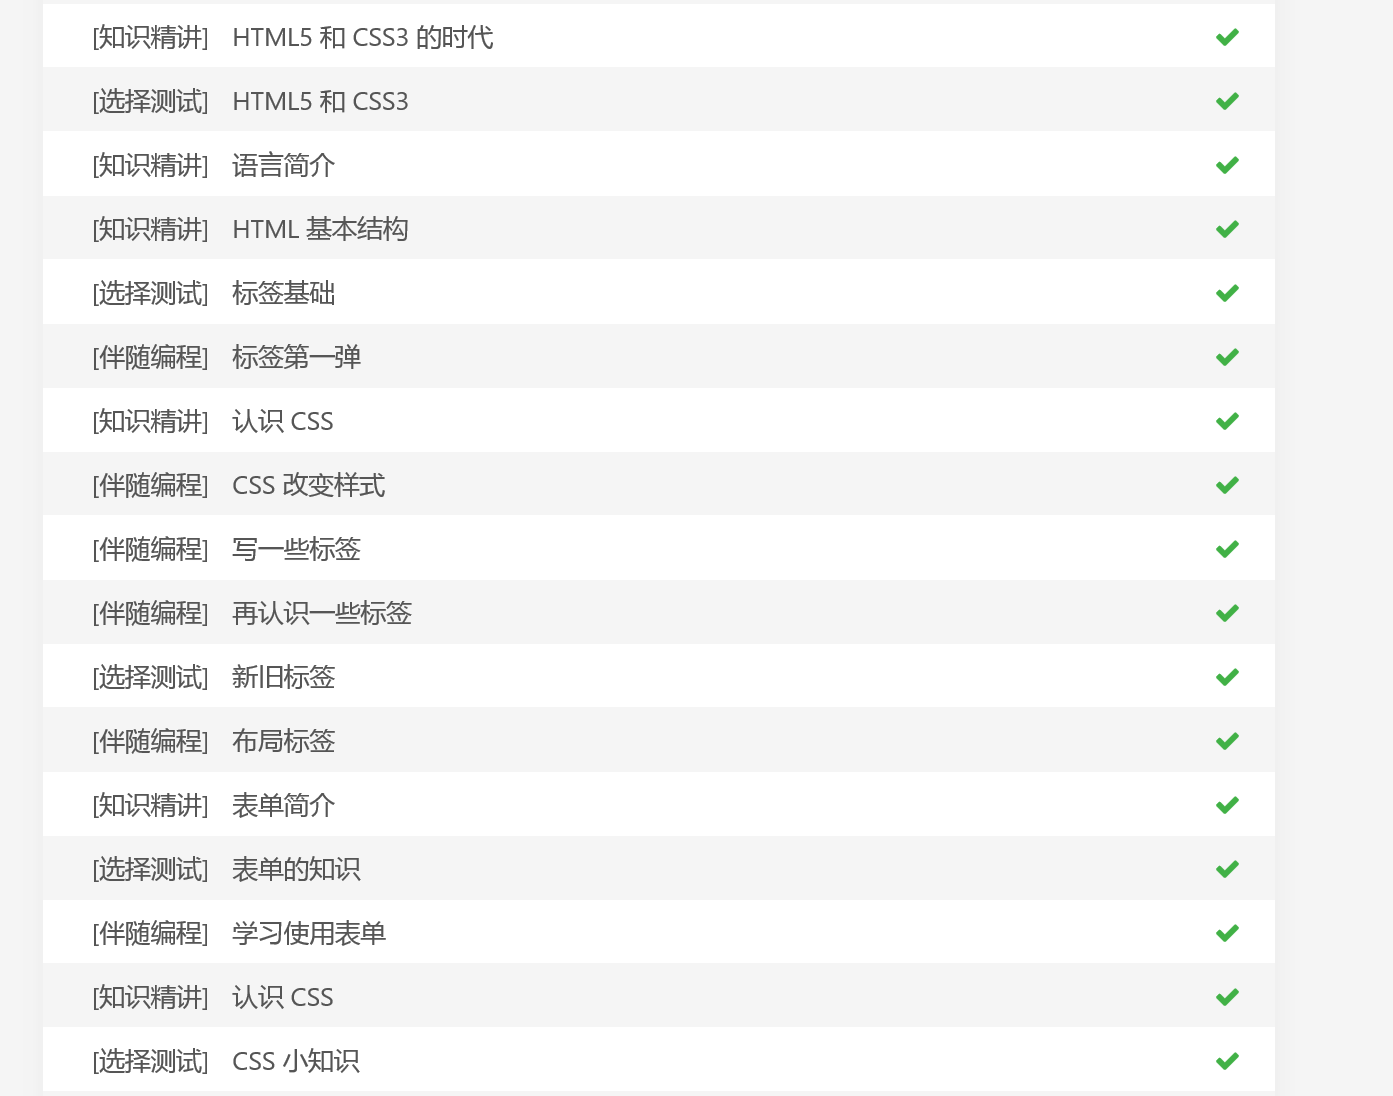 [知识精讲] HTML5 和 CSS3 的时代
[选择测试] HTML5 和 CSS3
[知识精讲] 语言简介
[知识精讲] HTML 基本结构
[选择测试] 标签基础
[伴随编程] 标签第一弹
[知识精讲] 认识 CSS
[伴随编程] CSS 改变样式
[伴随编程] 写一些标签
[伴随编程] 再认识一些标签
[选择测试] 新旧标签
[伴随编程] 布局标签
[知识精讲] 表单简介
[选择测试] 表单的知识
[伴随编程] 学习使用表单
[知识精讲] 认识 CSS
[选择测试] CSS 小知识